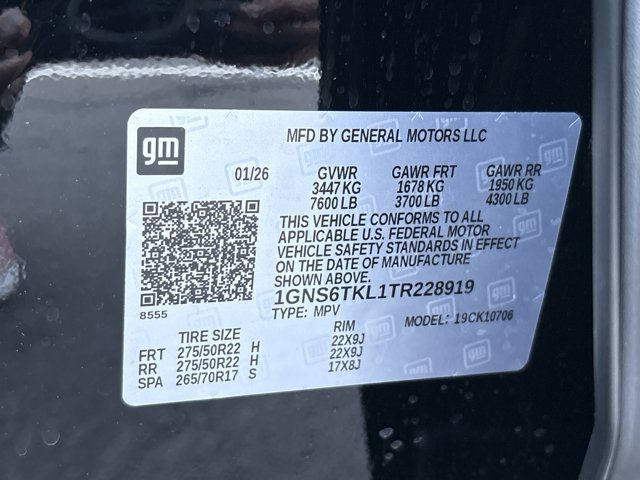 gm
MFD BY GENERAL MOTORS LLC
01/26 GVWR GAWR FRT GAWR RR
3447 KG 1678 KG 1950 KG
7600 LB 3700 LB 4300 LB
THIS VEHICLE CONFORMS TO ALL
APPLICABLE U.S. FEDERAL MOTOR
VEHICLE SAFETY STANDARDS IN EFFECT
ON THE DATE OF MANUFACTURE
SHOWN ABOVE.
1GNS6TKL1TR228919
8555
TYPE: MPV MODEL: 19CK10706
TIRE SIZE RIM
FRT 275/50R22 H 22X9J
RR 275/50R22 H 22X9J
SPA 265/70R17 S 17X8J